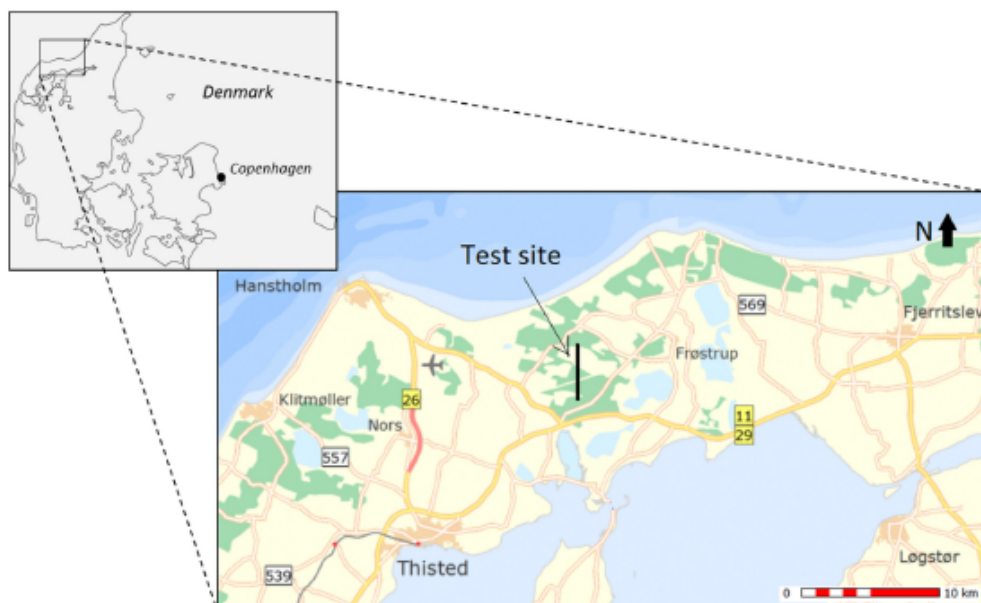 Denmark
Copenhagen
N
Test site
Hanstholm
569
Fjerritslev
Frøstrup
Klitmøller
26
Nors
11
29
557
Thisted
Løgstør
539
0
10 km